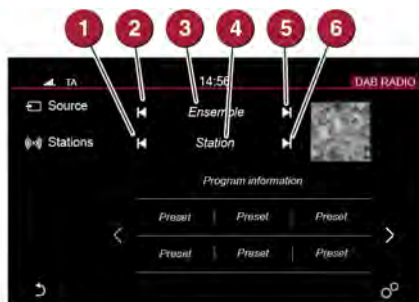 1 2 3 4 5 6
TA 14:56 DAB RADIO
Source Ensemble
Stations Station
Program information
Preset Preset Preset
Preset Preset Preset